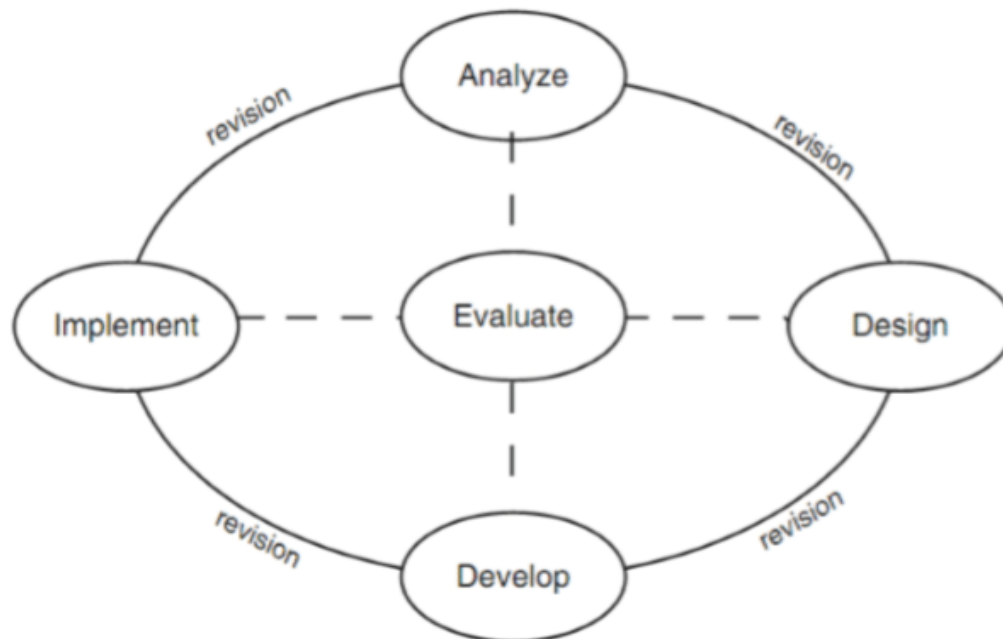 Analyze
revision
revision
Implement
Evaluate
Design
revision
revision
Develop